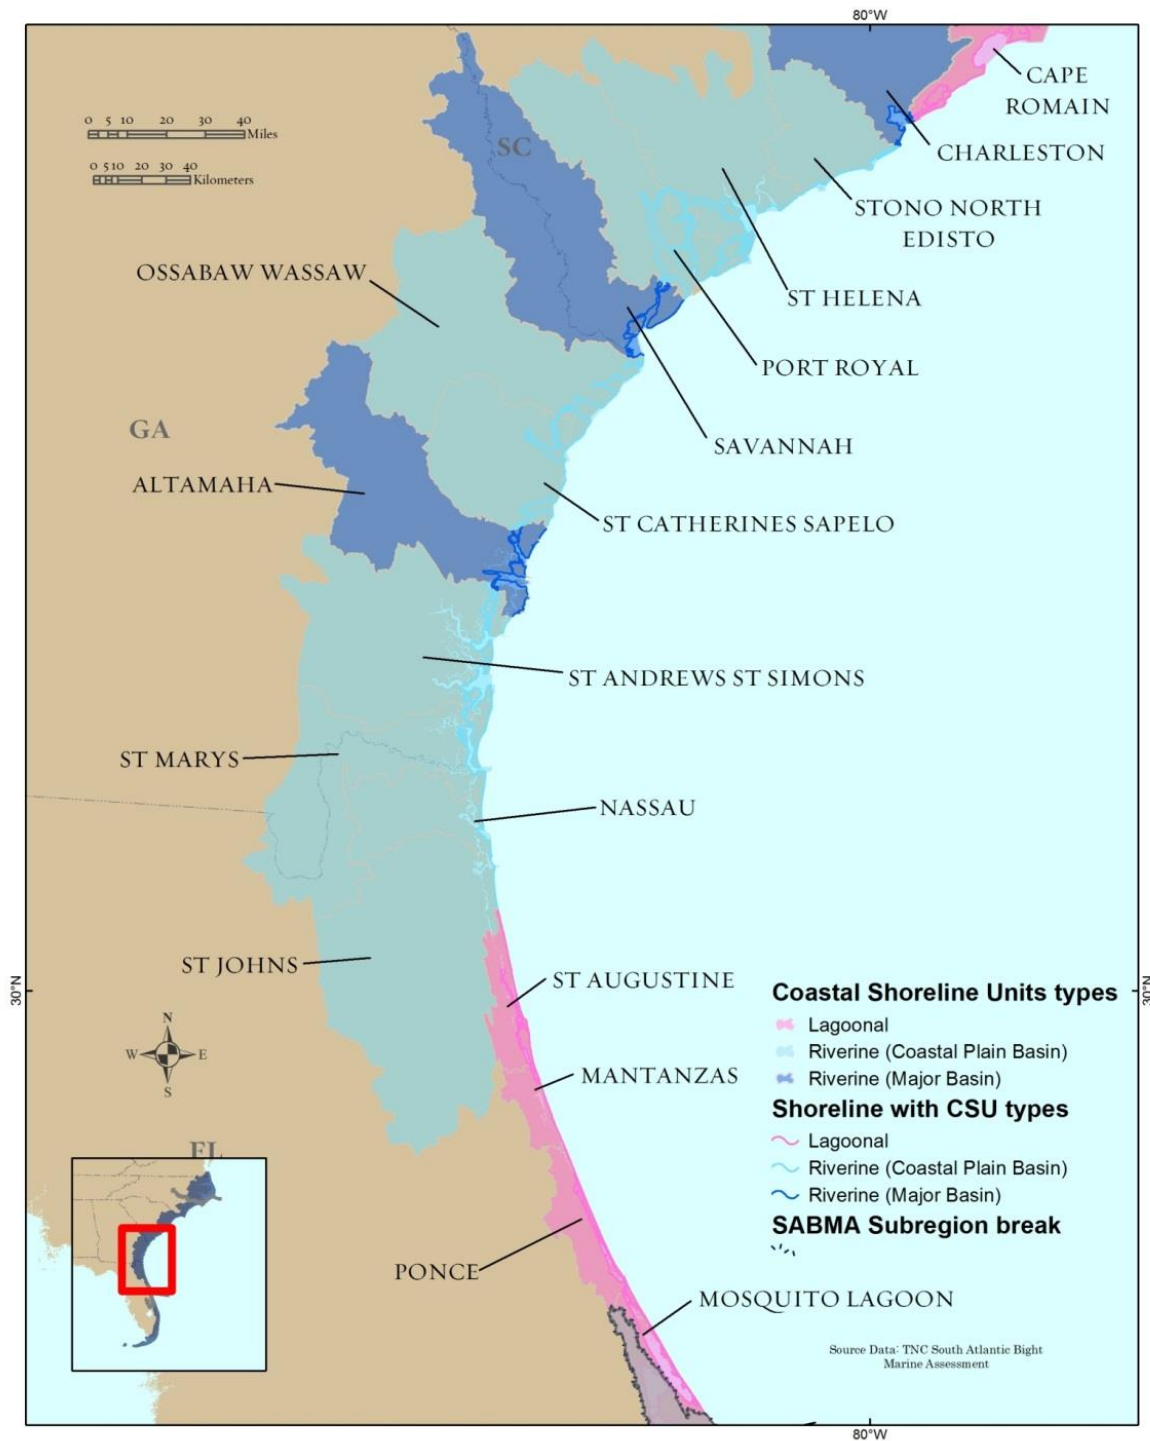 80°W
CAPE
ROMAIN
0 5 10 20 30 40
Miles
SC
CHARLESTON
0 5 10 20 30 40
Kilometers
STONO NORTH
EDISTO
OSSABAW WASSAW
ST HELENA
PORT ROYAL
GA
SAVANNAH
ALTAMAHA
ST CATHERINES SAPELO
ST ANDREWS ST SIMONS
ST MARYS
NASSAU
ST JOHNS
ST AUGUSTINE
30°N
30°N
Coastal Shoreline Units types
Lagoonal
Riverine (Coastal Plain Basin)
Riverine (Major Basin)
N
W E
S
MANTANZAS
Shoreline with CSU types
Lagoonal
Riverine (Coastal Plain Basin)
Riverine (Major Basin)
SABMA Subregion break
FL
PONCE
MOSQUITO LAGOON
Source Data: TNC South Atlantic Bight
Marine Assessment
80°W